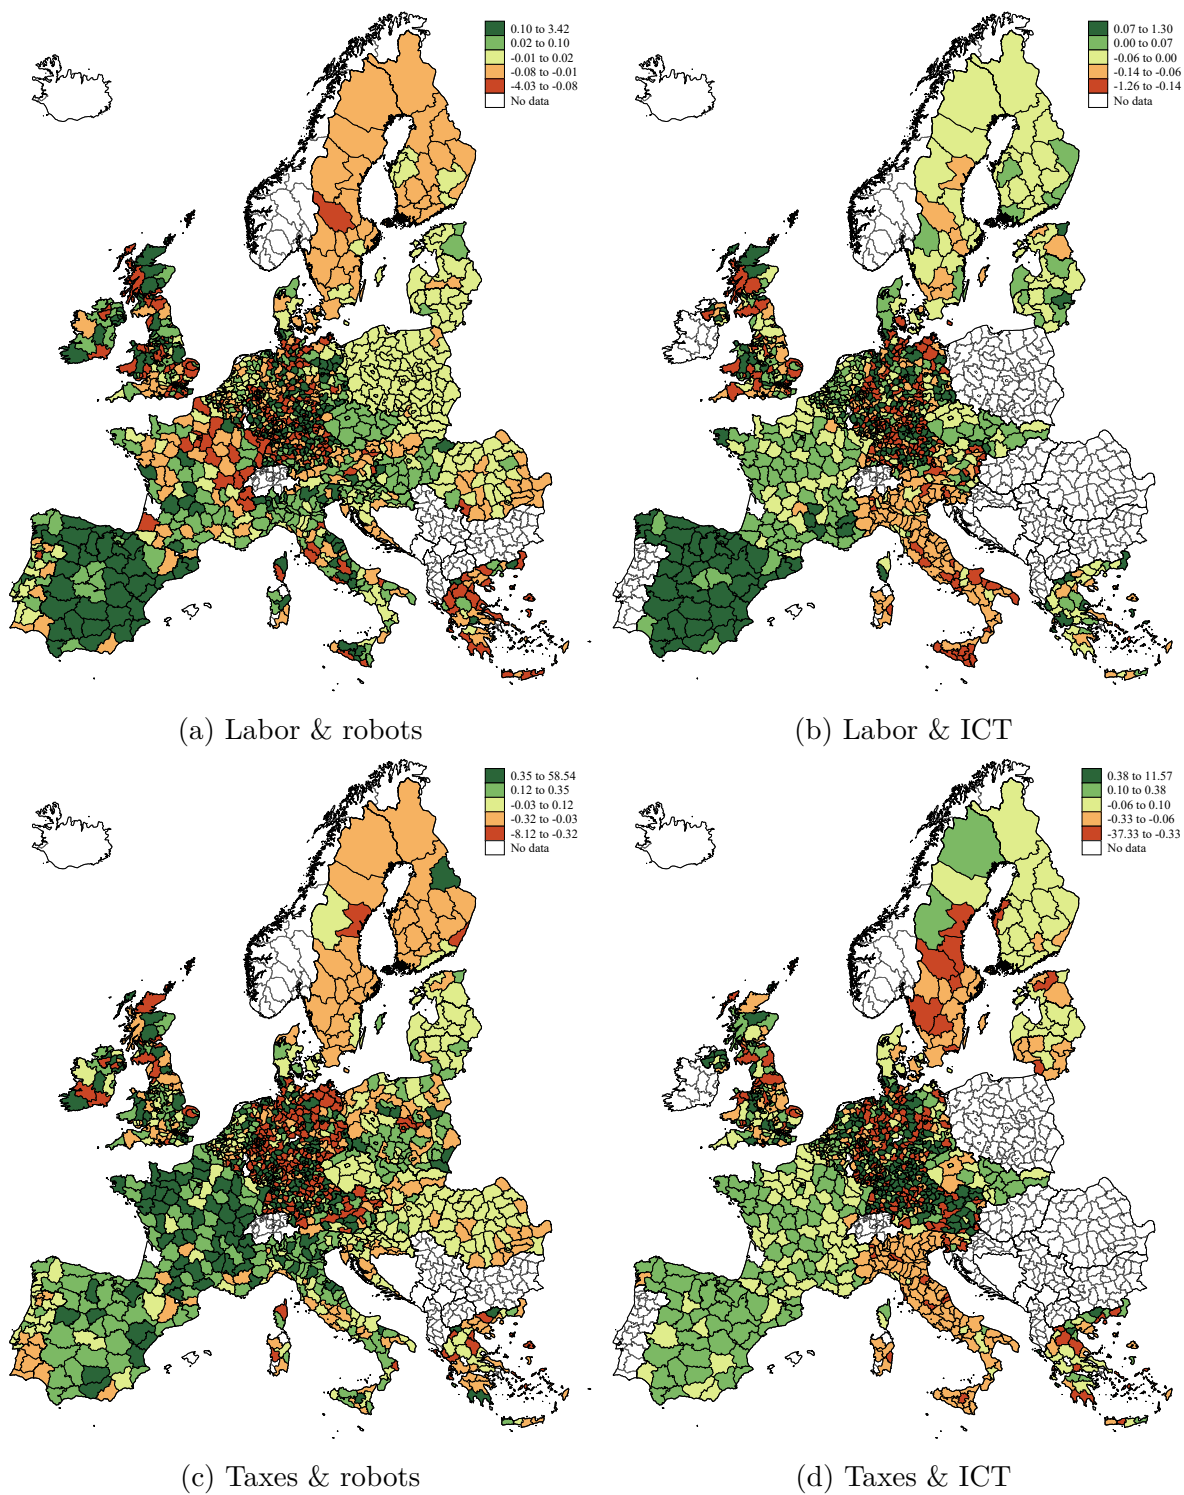 0.10 to 3.42
0.02 to 0.10
-0.01 to 0.02
-0.08 to -0.01
-4.03 to -0.08
No data
0.07 to 1.30
0.00 to 0.07
-0.06 to 0.00
-0.14 to -0.06
-1.26 to -0.14
No data
(a) Labor & robots
(b) Labor & ICT
0.35 to 58.54
0.12 to 0.35
-0.03 to 0.12
-0.32 to -0.03
-8.12 to -0.32
No data
0.38 to 11.57
0.10 to 0.38
-0.06 to 0.10
-0.33 to -0.06
-37.33 to -0.33
No data
(c) Taxes & robots
(d) Taxes & ICT